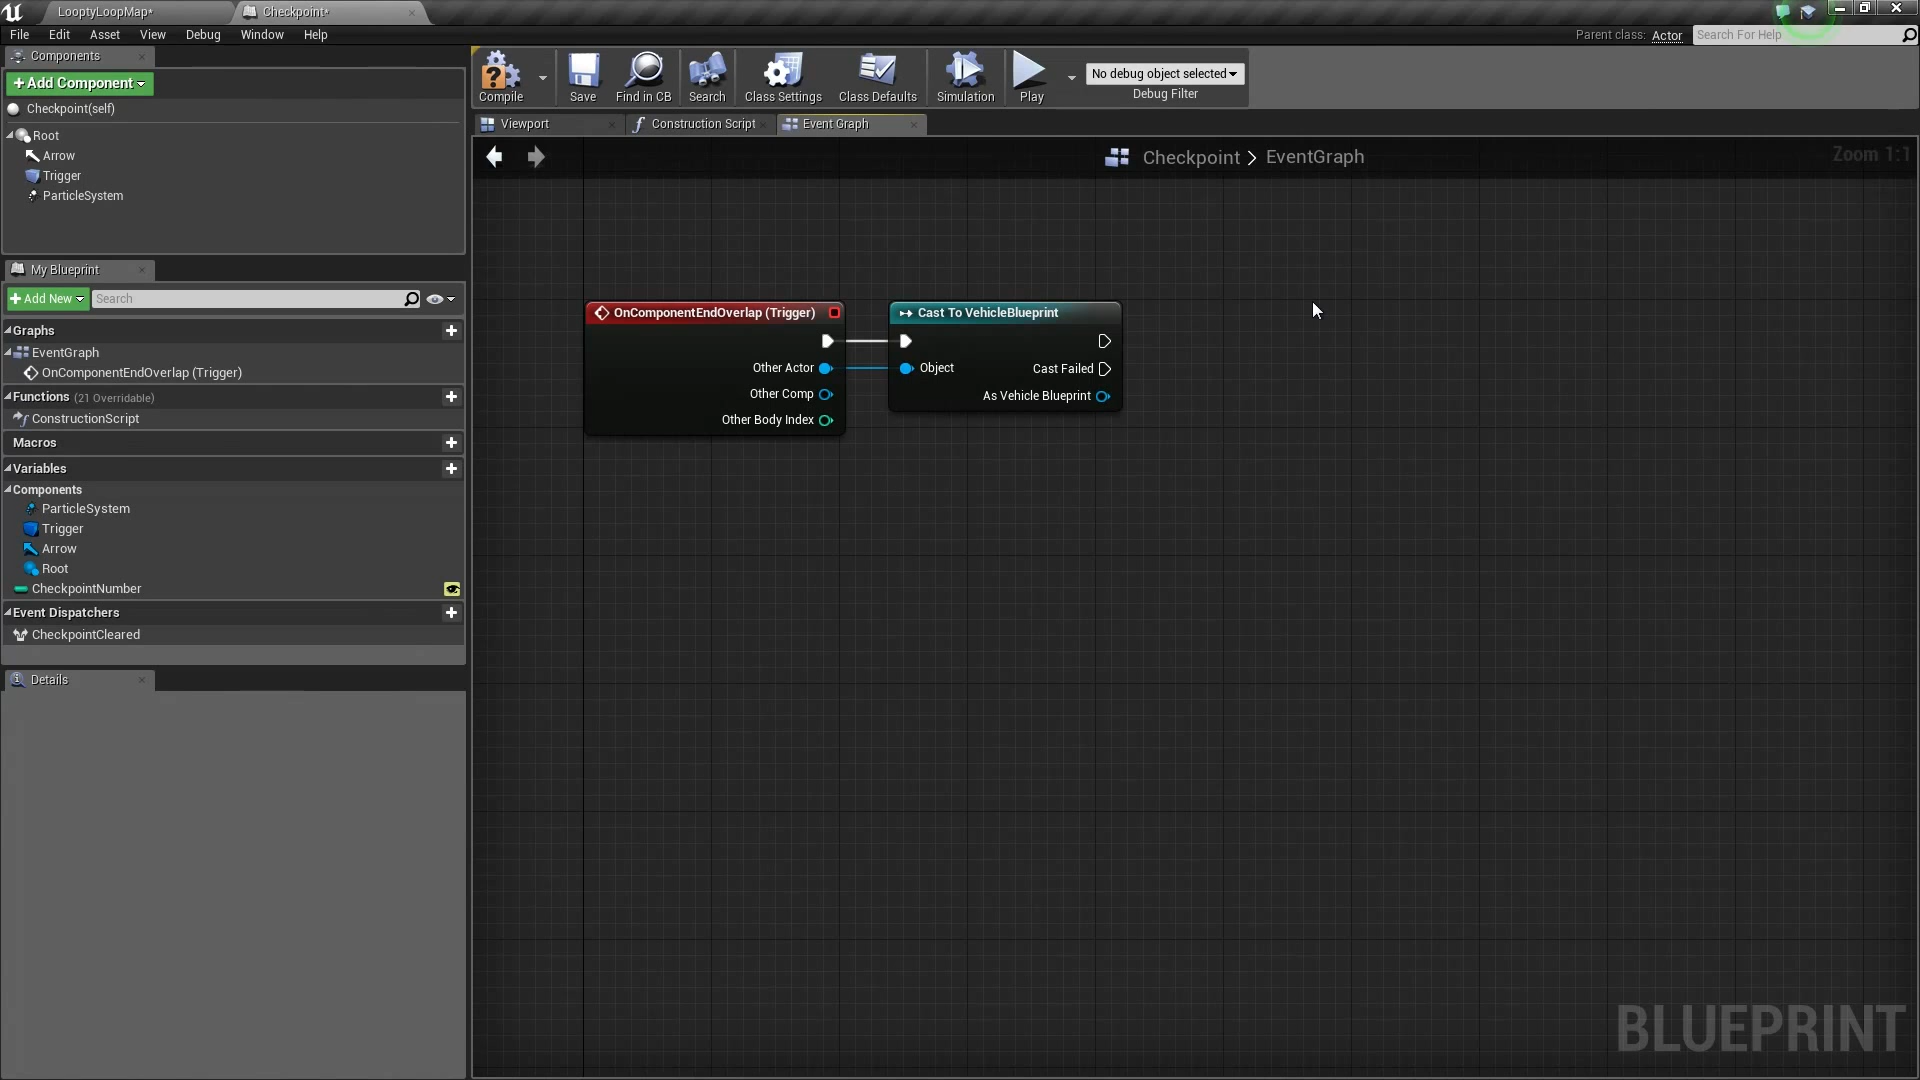 LooptyLoopMap*
Checkpoint*
File Edit Asset View Debug Window Help
Parent class: Actor
Search For Help
Components
+ Add Component
Checkpoint(self)
Root
Arrow
Trigger
ParticleSystem
My Blueprint
+ Add New
Search
Graphs
EventGraph
OnComponentEndOverlap (Trigger)
Functions (21 Overridable)
ConstructionScript
Macros
Variables
Components
ParticleSystem
Trigger
Arrow
Root
CheckpointNumber
Event Dispatchers
CheckpointCleared
Details
Compile
Save
Find in CB
Search
Class Settings
Class Defaults
Simulation
Play
No debug object selected
Debug Filter
Viewport
Construction Script
Event Graph
Checkpoint > EventGraph
Zoom 1:1
OnComponentEndOverlap (Trigger)
Other Actor
Other Comp
Other Body Index
Cast To VehicleBlueprint
Object
Cast Failed
As Vehicle Blueprint
BLUEPRINT